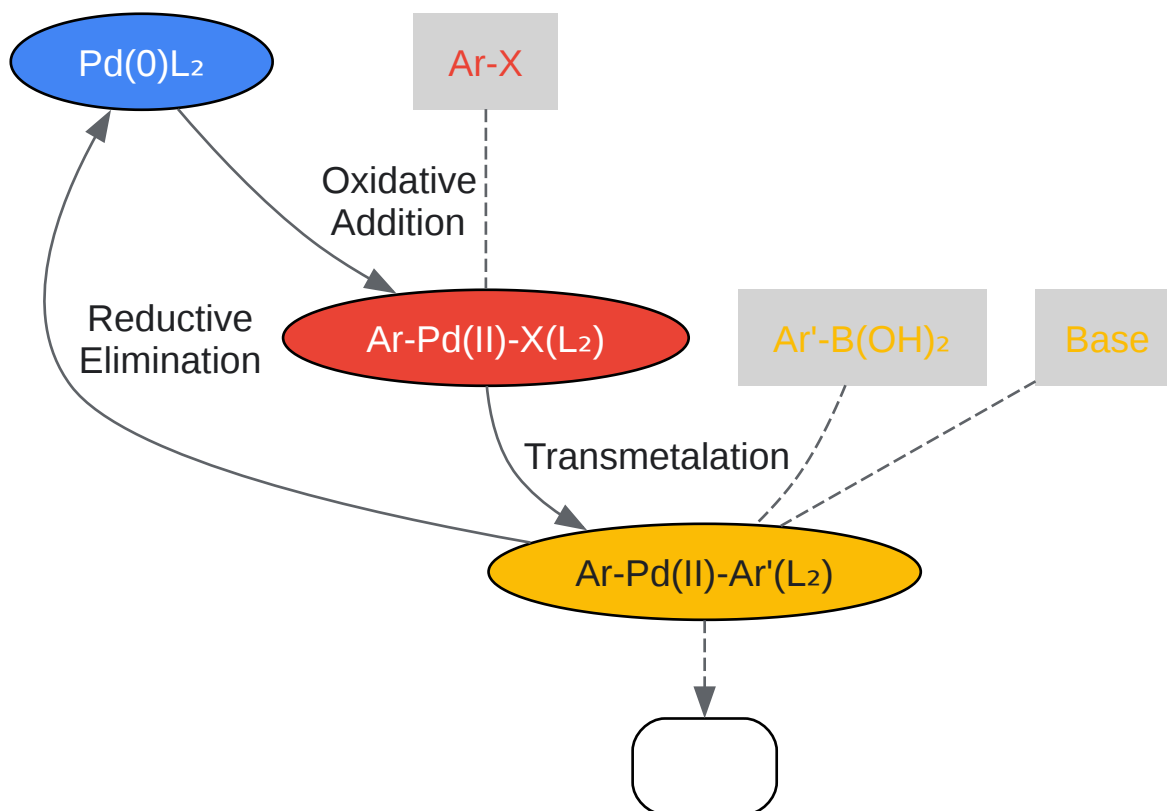 Pd(0)L₂
Ar-X
Oxidative
Addition
Reductive
Elimination
Ar-Pd(II)-X(L₂)
Ar'-B(OH)₂
Base
Transmetalation
Ar-Pd(II)-Ar'(L₂)